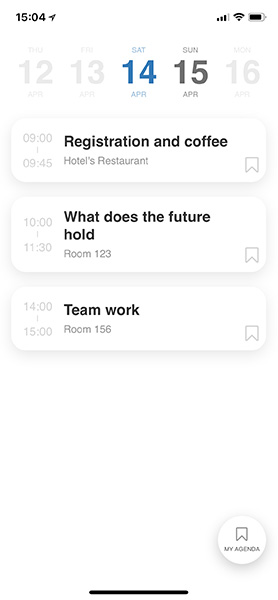 15:04
THU FRI SAT SUN MON
12 13 14 15 16
APR APR APR APR APR
09:00
09:45
Registration and coffee
Hotel's Restaurant
10:00
11:30
What does the future
hold
Room 123
14:00
15:00
Team work
Room 156
MY AGENDA